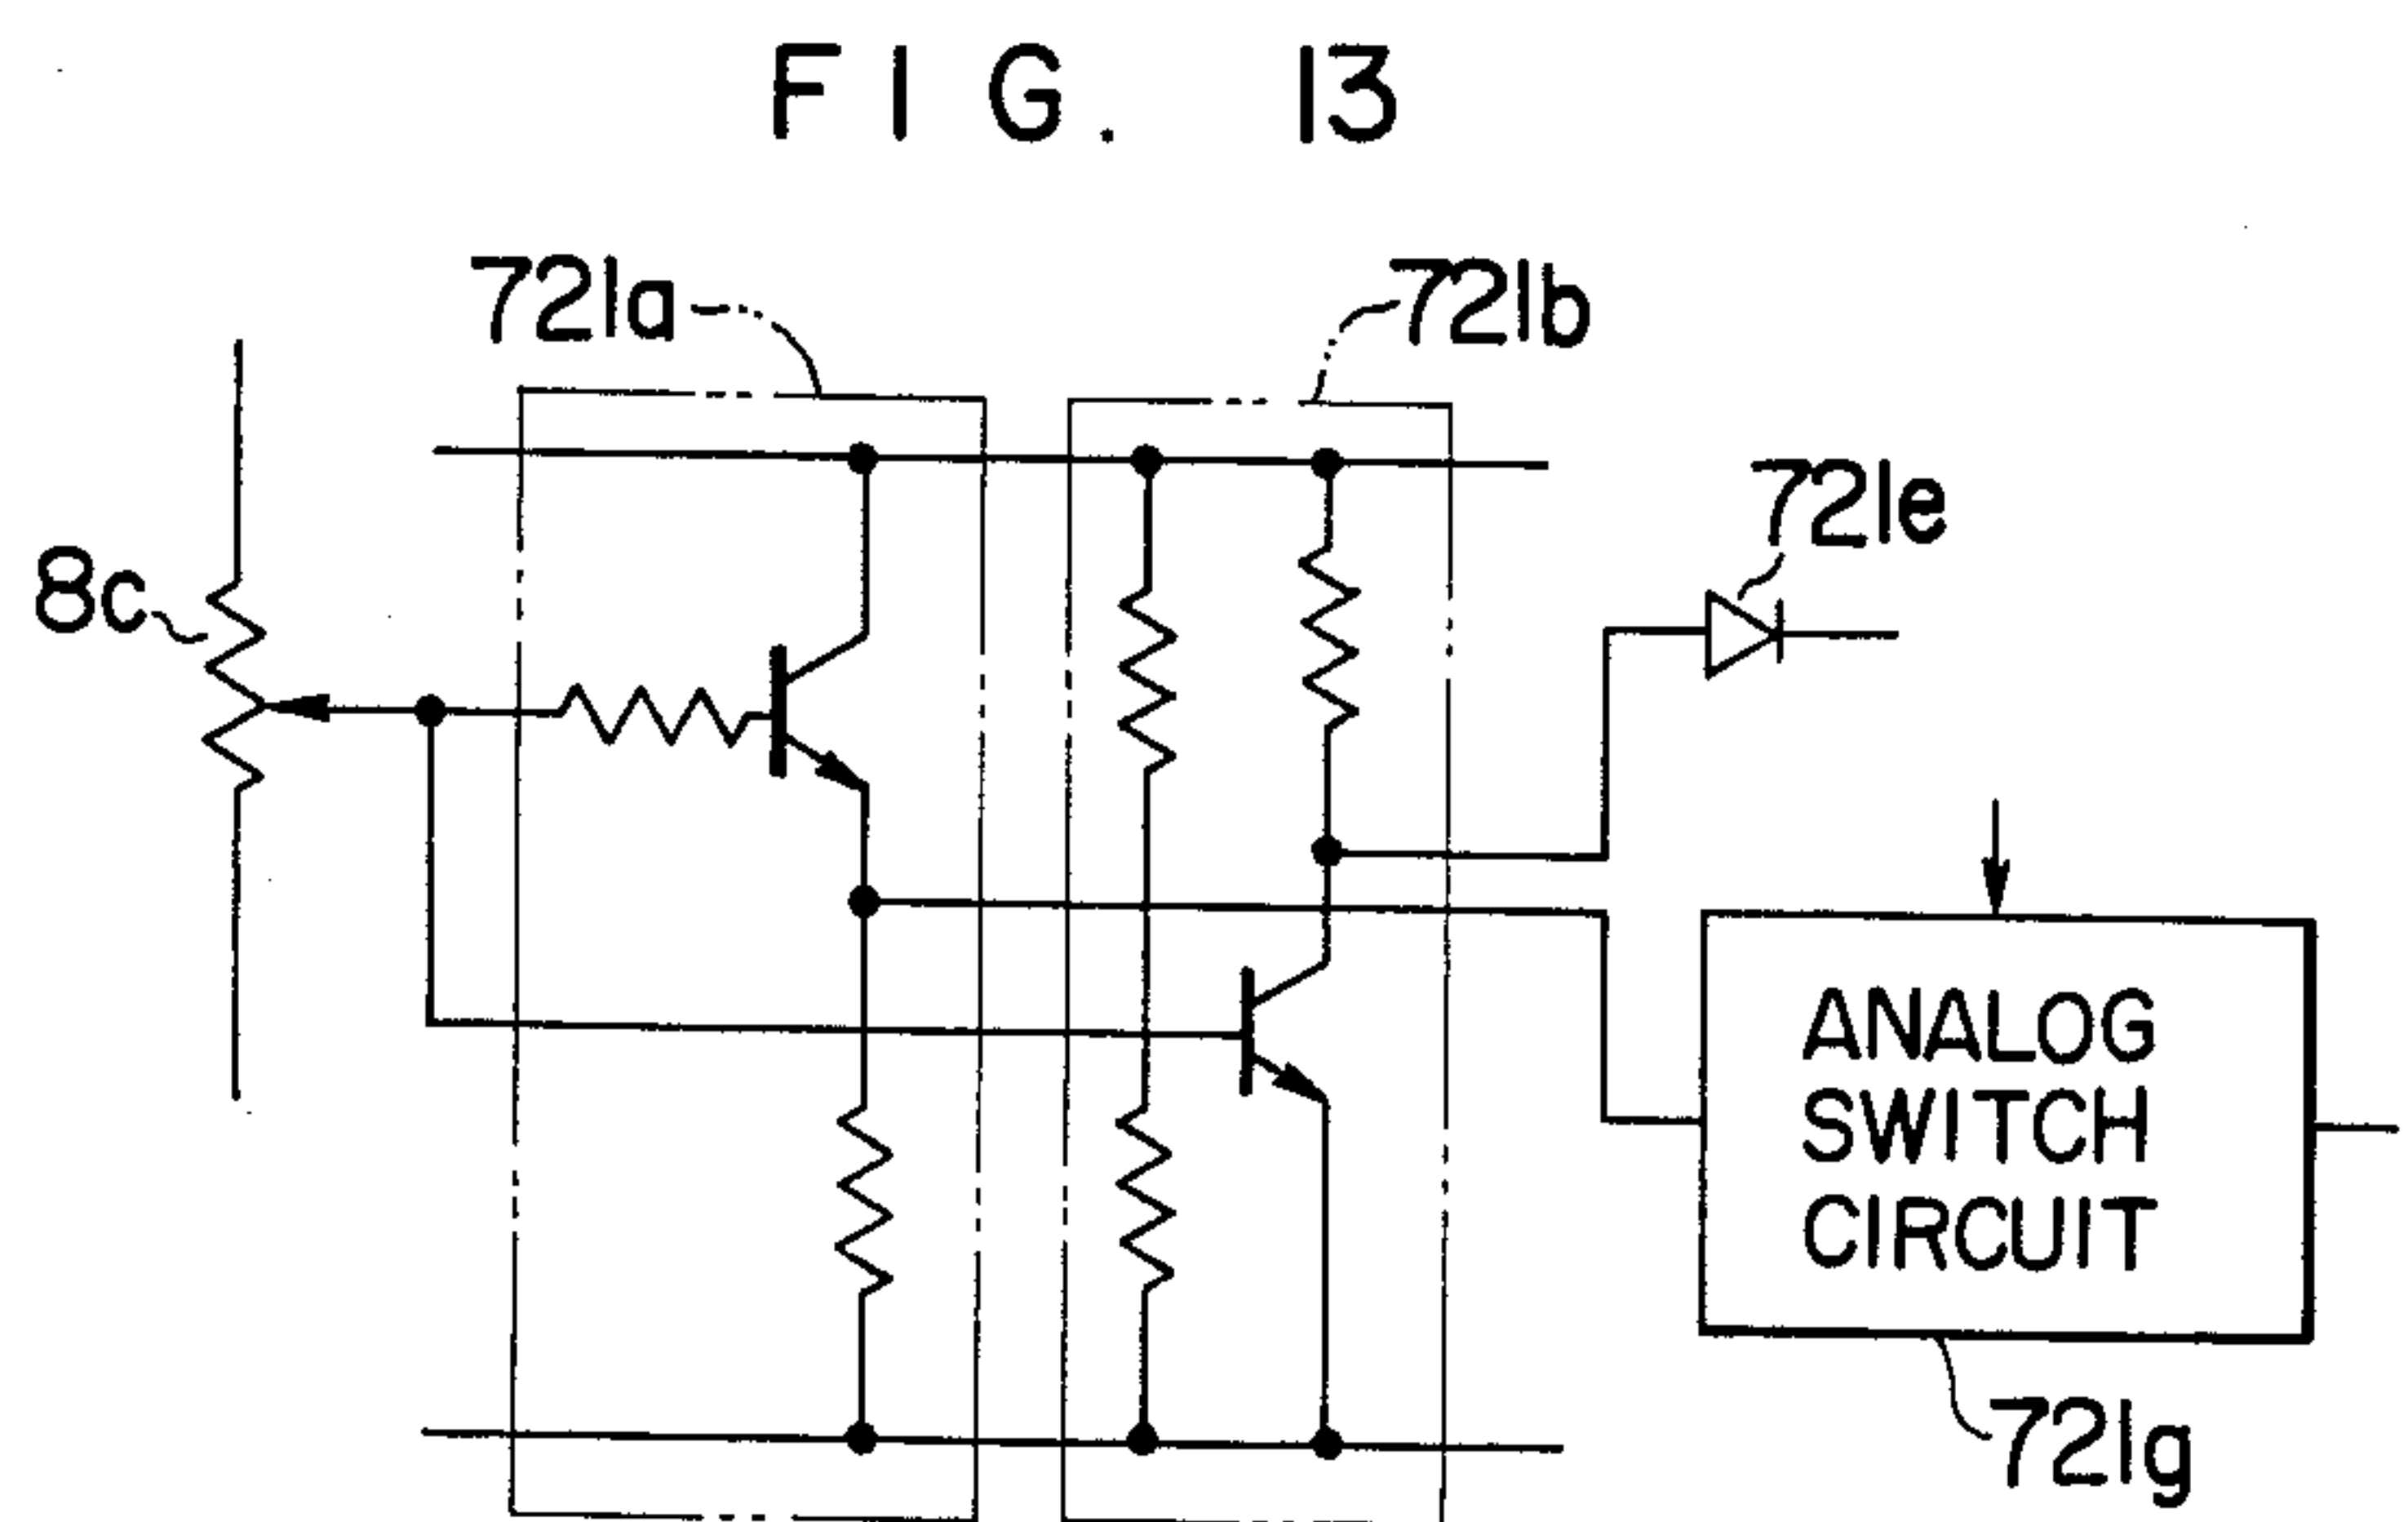 FIG. 13
721a
721b
721e
8c
ANALOG
SWITCH
CIRCUIT
721g